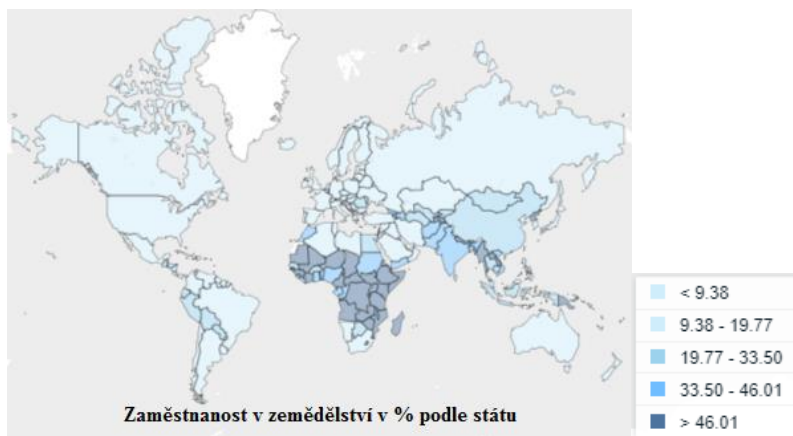 Zaměstnanost v zemědělství v % podle státu
< 9.38
9.38 - 19.77
19.77 - 33.50
33.50 - 46.01
> 46.01